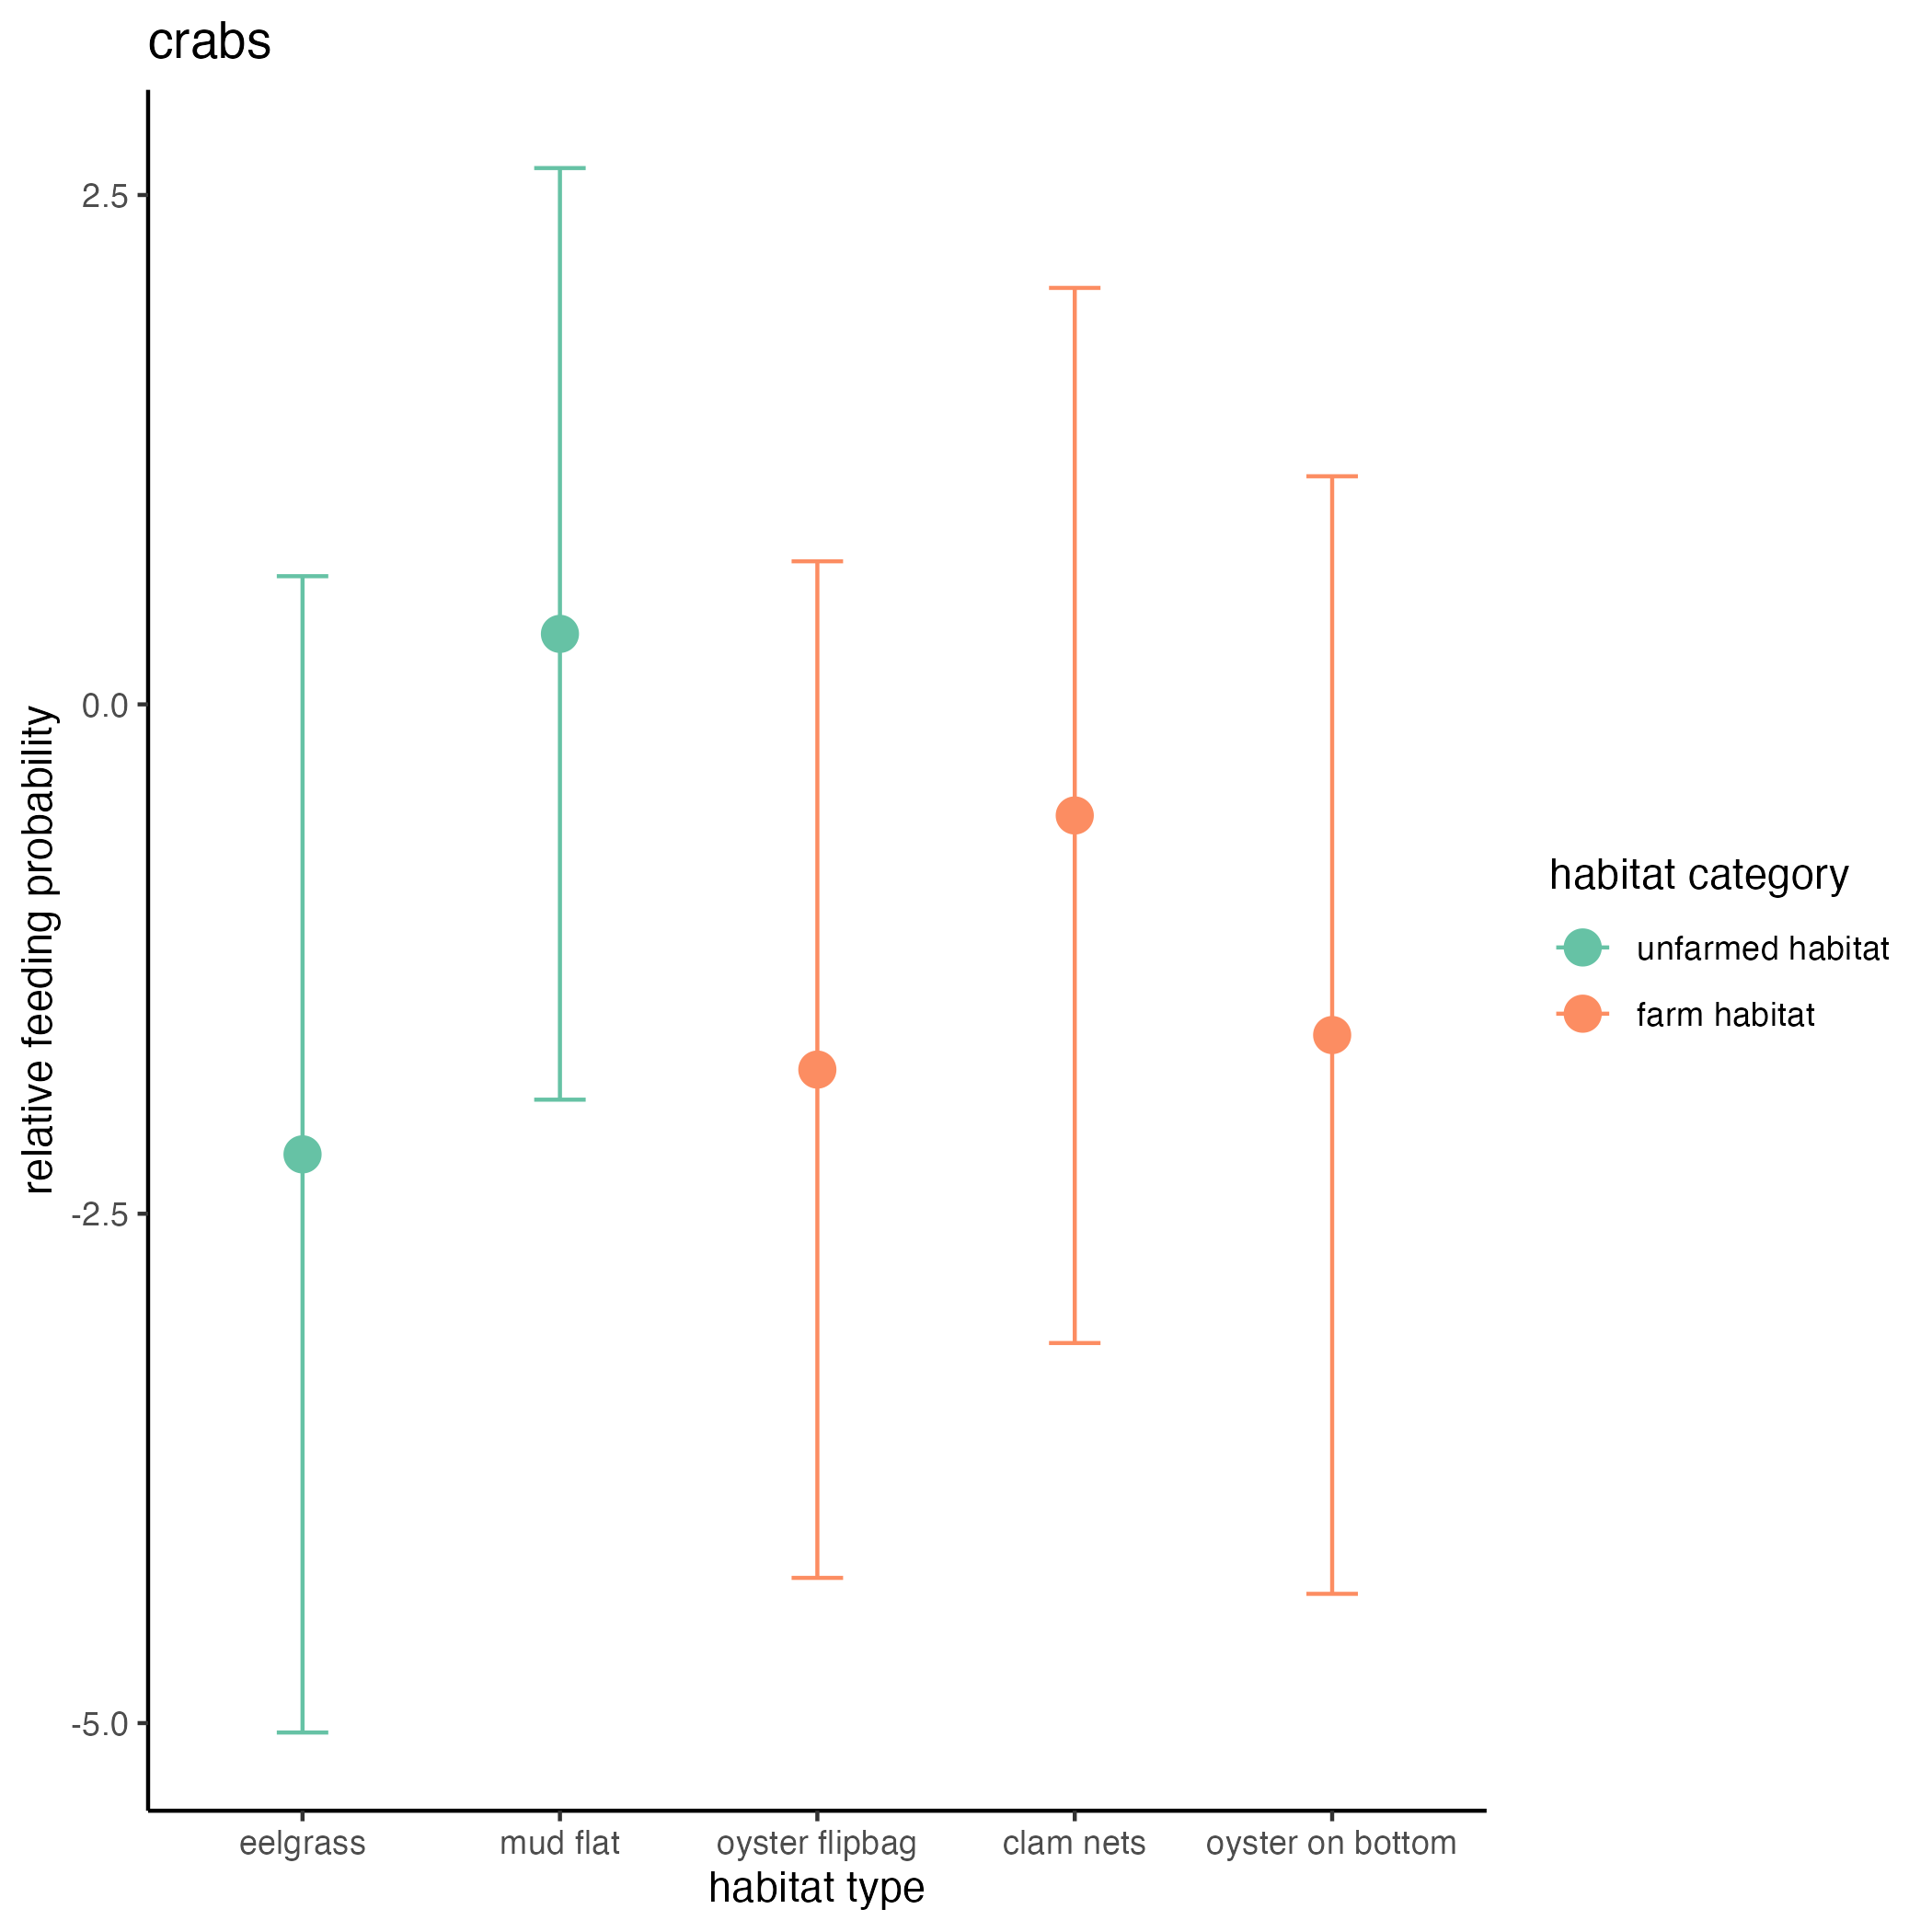 crabs
2.5
0.0
-2.5
-5.0
relative feeding probability
eelgrass
mud flat
oyster flipbag
clam nets
oyster on bottom
habitat type
habitat category
unfarmed habitat
farm habitat